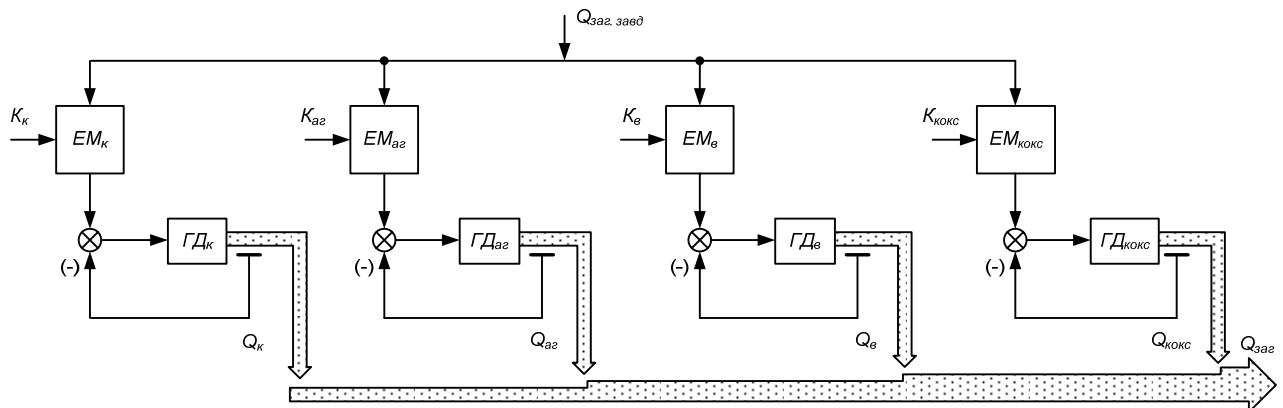 Qзаг. завд
Kк
EMк
Kаг
EMаг
Kв
EMв
Kкокс
EMкокс
ГДк
ГДаг
ГДв
ГДкокс
(-)
(-)
(-)
(-)
Qк
Qаг
Qв
Qкокс
Qзаг